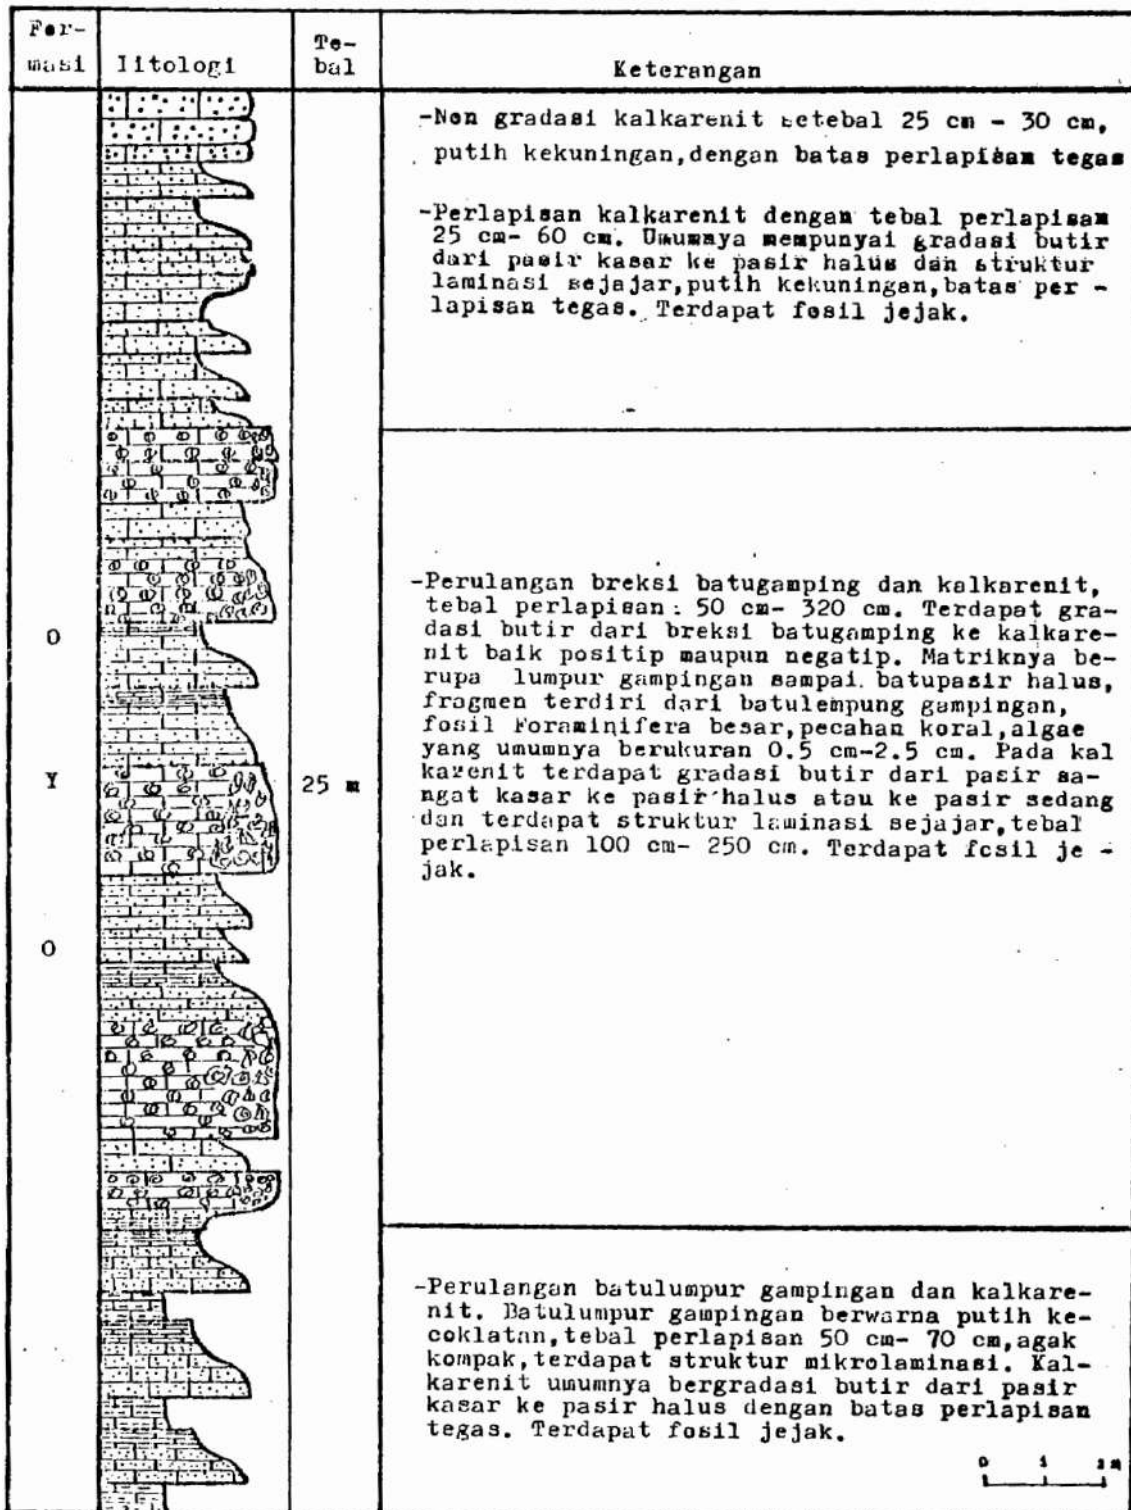 For-
masi
Iitologi
Te-
bal
Keterangan
O
Y
O
25 m
-Non gradasi kalkarenit setebal 25 cm - 30 cm,
putih kekuningan,dengan batas perlapisan tegas
-Perlapisan kalkarenit dengan tebal perlapisan
25 cm- 60 cm. Umumnya mempunyai gradasi butir
dari pasir kasar ke pasir halus dan struktur
laminasi sejajar,putih kekuningan,batas per -
lapisan tegas. Terdapat fosil jejak.
-Perulangan breksi batugamping dan kalkarenit,
tebal perlapisan : 50 cm- 320 cm. Terdapat gra-
dasi butir dari breksi batugamping ke kalkare-
nit baik positip maupun negatip. Matriknya be-
rupa lumpur gampingan sampai batupasir halus,
fragmen terdiri dari batulempung gampingan,
fosil Foraminifera besar,pecahan koral,algae
yang umumnya berukuran 0.5 cm-2.5 cm. Pada kal
karenit terdapat gradasi butir dari pasir sa-
ngat kasar ke pasir halus atau ke pasir sedang
dan terdapat struktur laminasi sejajar,tebal
perlapisan 100 cm- 250 cm. Terdapat fosil je -
jak.
-Perulangan batulumpur gampingan dan kalkare-
nit. Batulumpur gampingan berwarna putih ke-
coklatan,tebal perlapisan 50 cm- 70 cm,agak
kompak,terdapat struktur mikrolaminasi. Kal-
karenit umumnya bergradasi butir dari pasir
kasar ke pasir halus dengan batas perlapisan
tegas. Terdapat fosil jejak.
0 1 2m